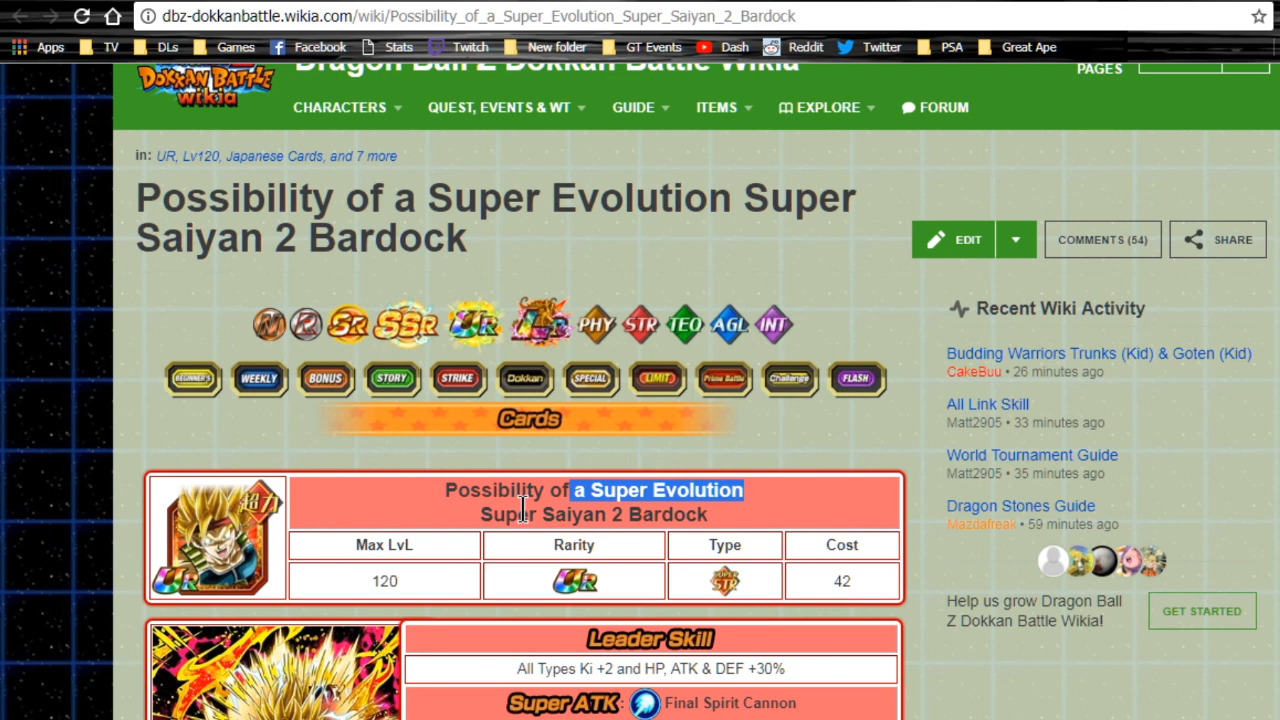 dbz-dokkanbattle.wikia.com/wiki/Possibility_of_a_Super_Evolution_Super_Saiyan_2_Bardock
Apps TV DLs Games Facebook Stats Twitch New folder GT Events Dash Reddit Twitter PSA Great Ape
DOKKAN BATTLE
wikia
Dragon Ball Z Dokkan Battle Wikia
PAGES
CHARACTERS QUEST, EVENTS & WT GUIDE ITEMS EXPLORE FORUM
in: UR, Lv120, Japanese Cards, and 7 more
Possibility of a Super Evolution Super
Saiyan 2 Bardock
EDIT COMMENTS (54) SHARE
N R SR SSR UR LR PHY STR TEQ AGL INT
BEGINNER'S WEEKLY BONUS STORY STRIKE Dokkan SPECIAL LIMIT Prime Battle Challenge FLASH
Cards
Recent Wiki Activity
Budding Warriors Trunks (Kid) & Goten (Kid)
CakeBuu • 26 minutes ago
All Link Skill
Matt2905 • 33 minutes ago
World Tournament Guide
Matt2905 • 35 minutes ago
Dragon Stones Guide
Mazdafreak • 59 minutes ago
Help us grow Dragon Ball
Z Dokkan Battle Wikia!
GET STARTED
超力
UR
Possibility of a Super Evolution
Super Saiyan 2 Bardock
Max LvL Rarity Type Cost
120 UR SUPER STR 42
Leader Skill
All Types Ki +2 and HP, ATK & DEF +30%
Super ATK: Final Spirit Cannon